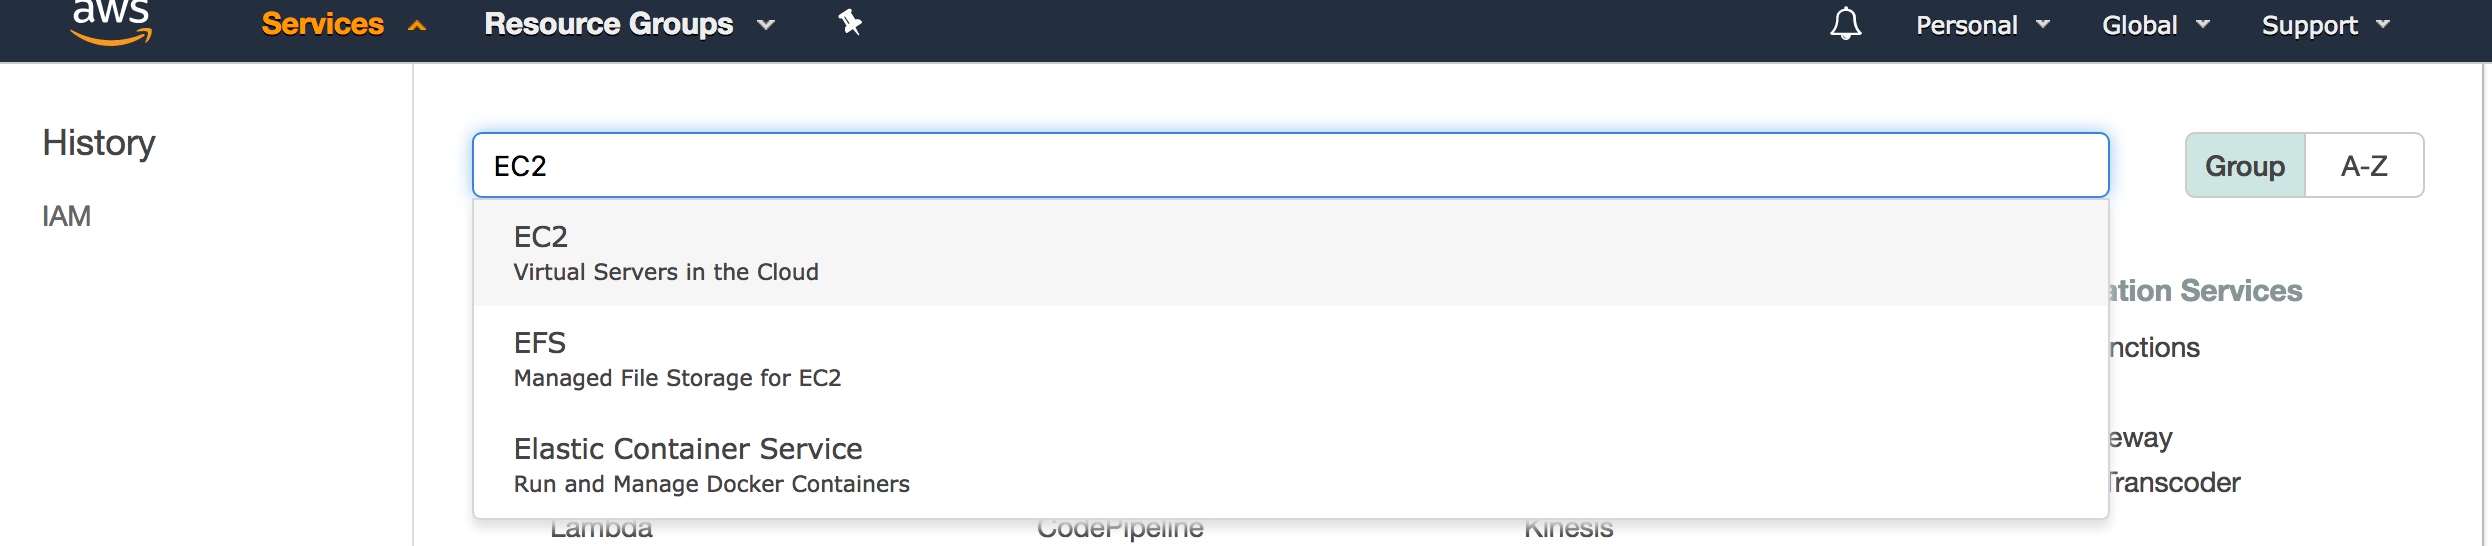 aws
Services
Resource Groups
Personal
Global
Support
History
IAM
EC2
Group
A-Z
EC2
Virtual Servers in the Cloud
EFS
Managed File Storage for EC2
Elastic Container Service
Run and Manage Docker Containers
ation Services
nctions
eway
Transcoder
Lambda
CodePipeline
Kinesis